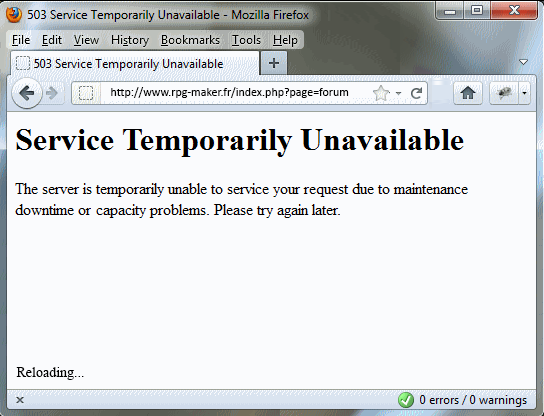 503 Service Temporarily Unavailable - Mozilla Firefox
File Edit View History Bookmarks Tools Help
503 Service Temporarily Unavailable
http://www.rpg-maker.fr/index.php?page=forum
Service Temporarily Unavailable
The server is temporarily unable to service your request due to maintenance
downtime or capacity problems. Please try again later.
Reloading...
0 errors / 0 warnings